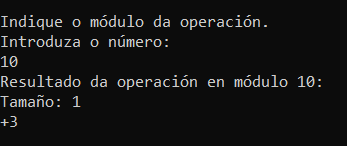 Indique o módulo da operación.
Introduza o número:
10
Resultado da operación en módulo 10:
Tamaño: 1
+3